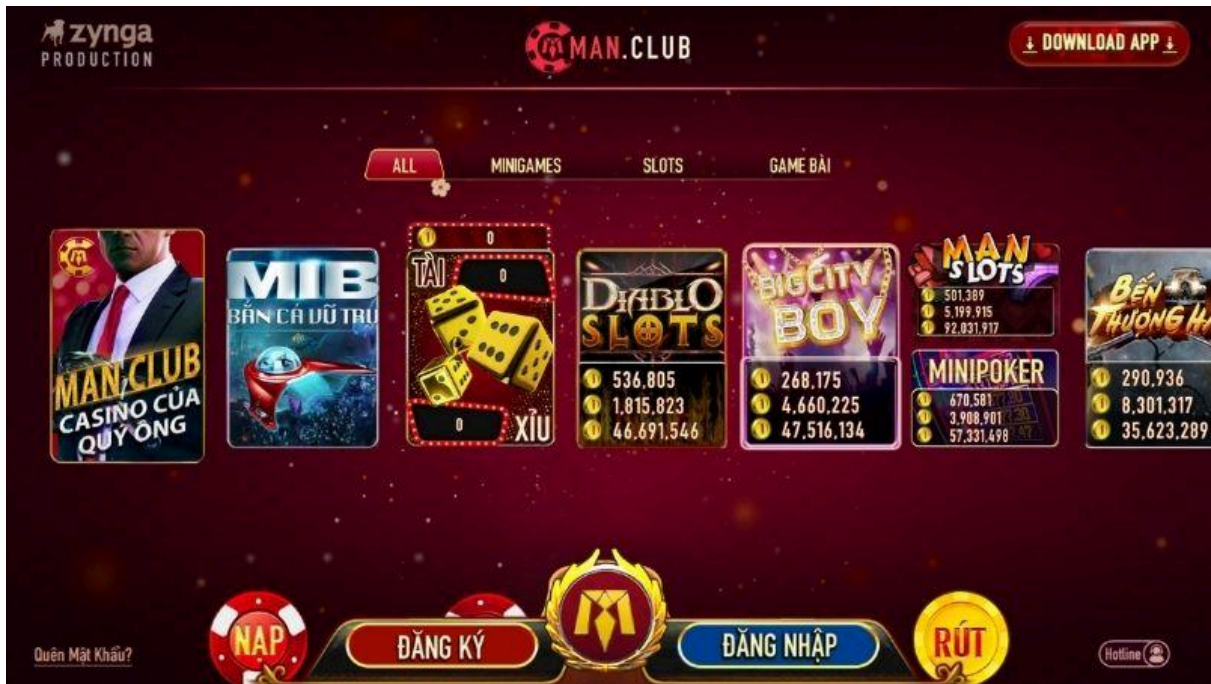 zynga
PRODUCTION
MAN.CLUB
DOWNLOAD APP
ALL
MINIGAMES
SLOTS
GAME BÀI
MAN.CLUB
CASINO CỦA
QUÝ ÔNG
MIB
BẮN CÁ VŨ TRỤ
0
TÀI
0
0
XỈU
DIABLO
SLOTS
536,805
1,815,823
46,691,546
BIGCITY
BOY
268,175
4,660,225
47,516,134
MAN
SLOTS
501,389
5,199,915
92,031,917
MINIPOKER
670,581
3,908,901
57,331,498
BẾN
THƯỢNG HẢ
290,936
8,301,317
35,623,289
Quên Mật Khẩu?
NẠP
ĐĂNG KÝ
ĐĂNG NHẬP
RÚT
Hotline